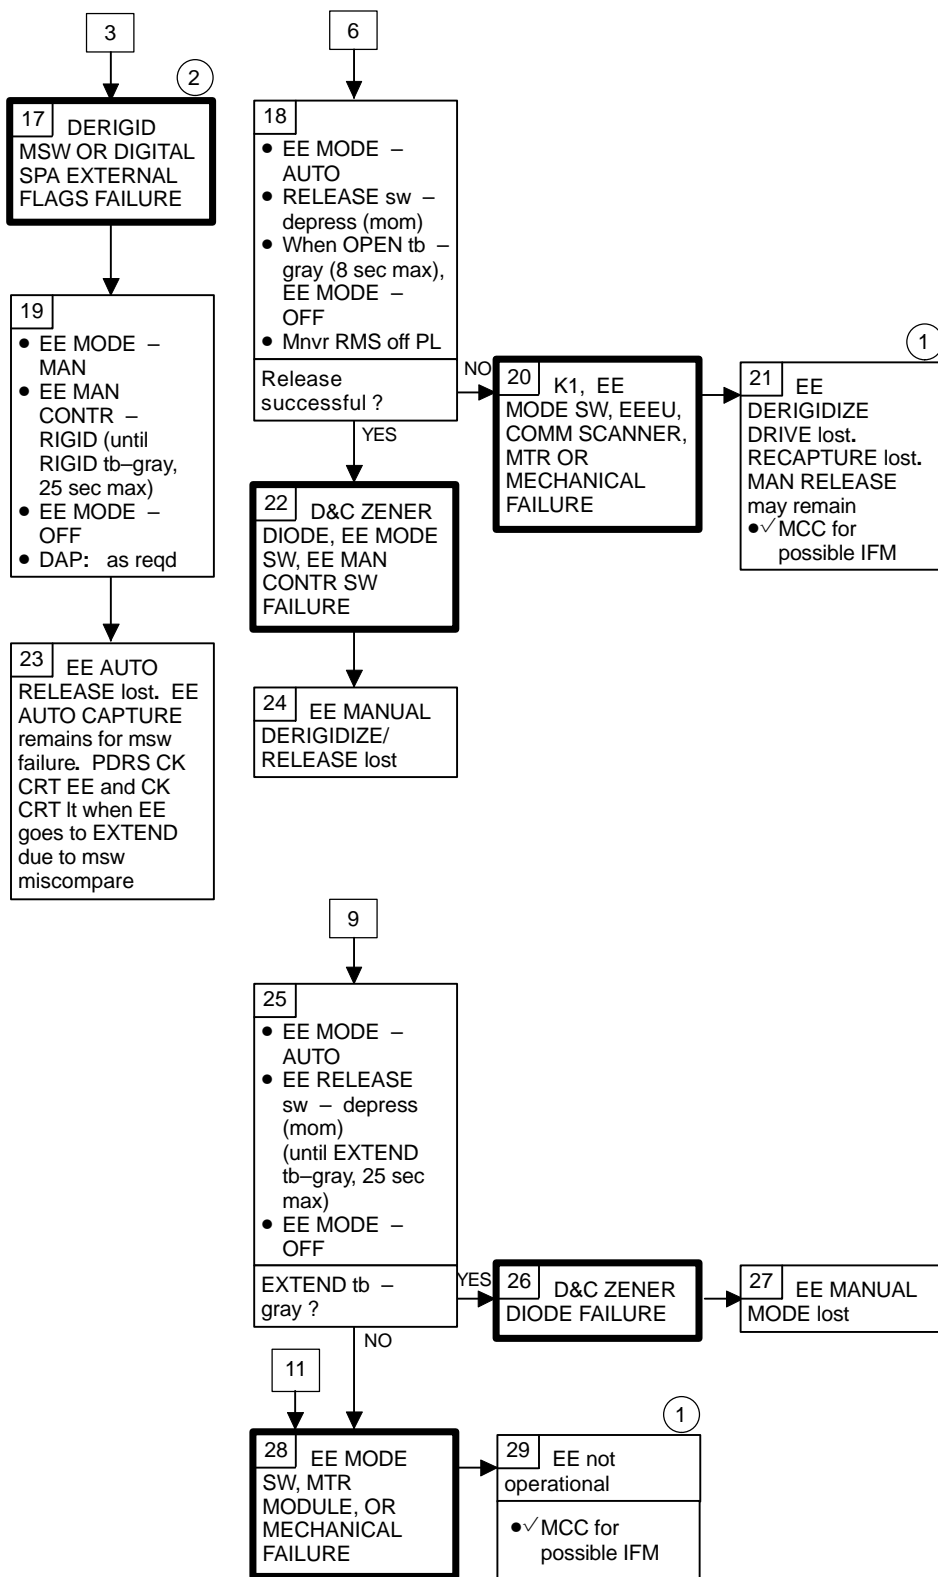 3
2
17 DERIGID
MSW OR DIGITAL
SPA EXTERNAL
FLAGS FAILURE
19
● EE MODE –
MAN
● EE MAN
CONTR –
RIGID (until
RIGID tb–gray,
25 sec max)
● EE MODE –
OFF
● DAP: as reqd
23 EE AUTO
RELEASE lost. EE
AUTO CAPTURE
remains for msw
failure. PDRS CK
CRT EE and CK
CRT lt when EE
goes to EXTEND
due to msw
miscompare
6
18
● EE MODE –
AUTO
● RELEASE sw –
depress (mom)
● When OPEN tb –
gray (8 sec max),
EE MODE –
OFF
● Mnvr RMS off PL
Release
successful ?
NO
YES
20 K1, EE
MODE SW, EEEU,
COMM SCANNER,
MTR OR
MECHANICAL
FAILURE
1
21 EE
DERIGIDIZE
DRIVE lost.
RECAPTURE lost.
MAN RELEASE
may remain
●√ MCC for
possible IFM
22 D&C ZENER
DIODE, EE MODE
SW, EE MAN
CONTR SW
FAILURE
24 EE MANUAL
DERIGIDIZE/
RELEASE lost
9
25
● EE MODE –
AUTO
● EE RELEASE
sw – depress
(mom)
(until EXTEND
tb–gray, 25 sec
max)
● EE MODE –
OFF
EXTEND tb –
gray ?
YES
NO
26 D&C ZENER
DIODE FAILURE
27 EE MANUAL
MODE lost
11
28 EE MODE
SW, MTR
MODULE, OR
MECHANICAL
FAILURE
1
29 EE not
operational
●√ MCC for
possible IFM